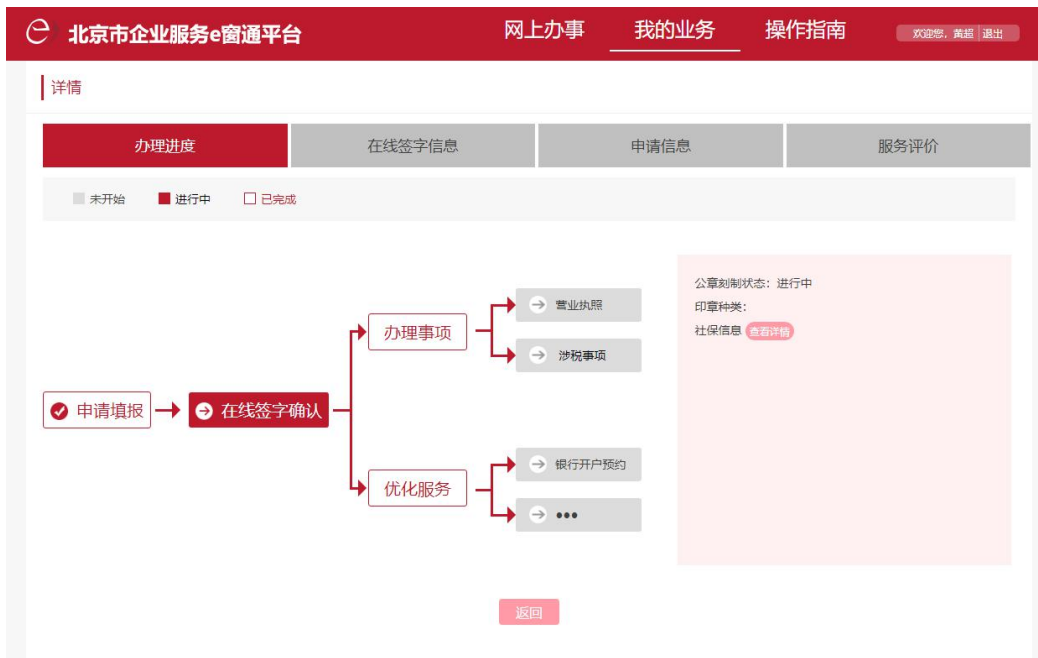 北京市企业服务e窗通平台
网上办事 我的业务 操作指南
欢迎您，黄超 退出
详情
办理进度 在线签字信息 申请信息 服务评价
未开始 进行中 已完成
公章刻制状态：进行中
印章种类：
社保信息 查看详情
营业执照
办理事项
涉税事项
申请填报 在线签字确认
银行开户预约
优化服务
•••
返回